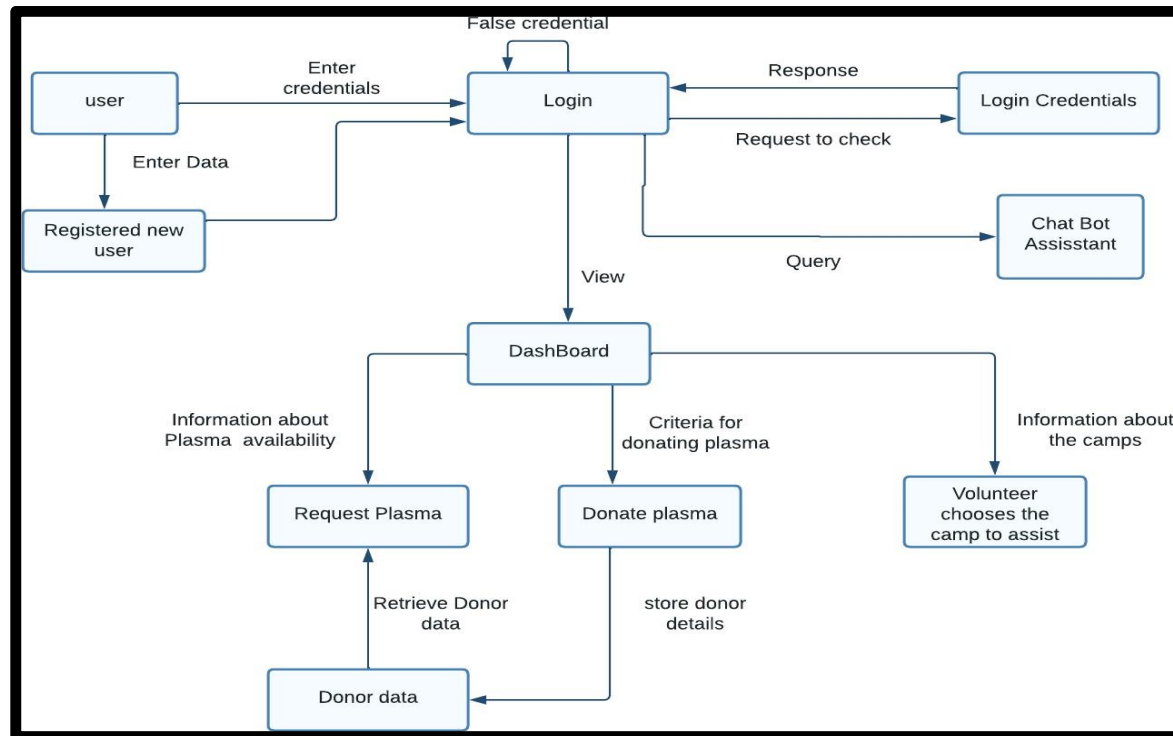 False credential
Enter
credentials
Response
user
Login
Login Credentials
Request to check
Enter Data
Registered new
user
Chat Bot
Assisstant
Query
View
DashBoard
Information about
Plasma availability
Criteria for
donating plasma
Information about
the camps
Request Plasma
Donate plasma
Volunteer
chooses the
camp to assist
Retrieve Donor
data
store donor
details
Donor data